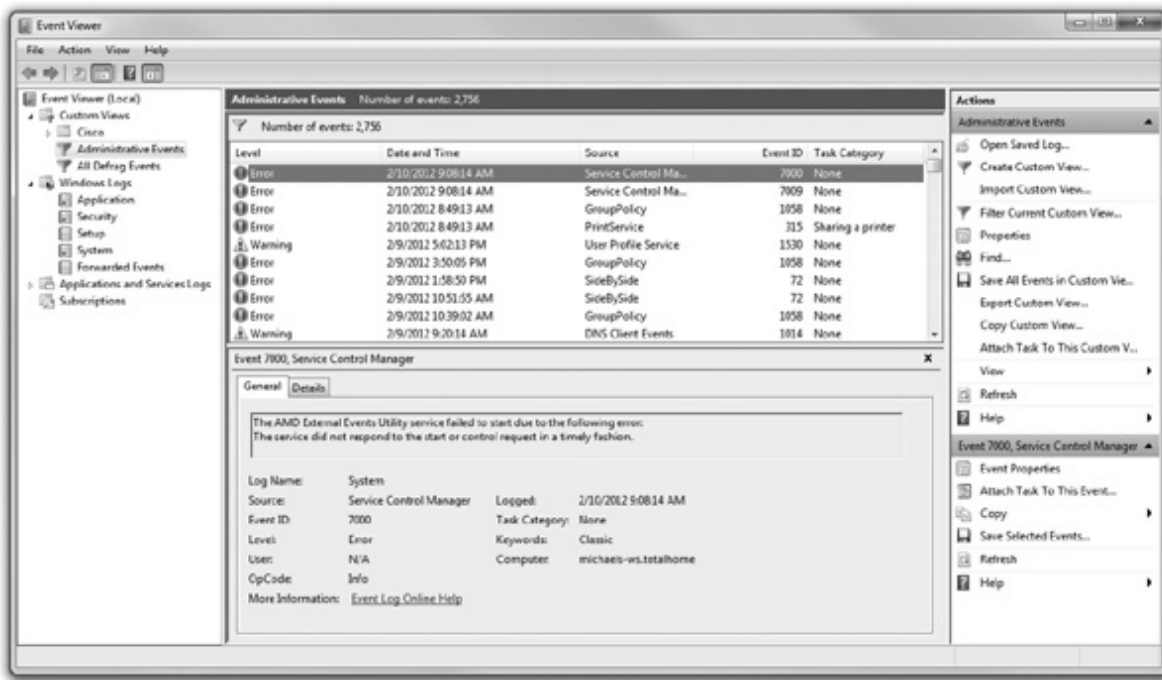 Event Viewer
File Action View Help
Event Viewer (Local)
Custom Views
Cisco
Administrative Events
All Defrag Events
Windows Logs
Application
Security
Setup
System
Forwarded Events
Applications and Services Logs
Subscriptions
Administrative Events Number of events: 2,756
Number of events: 2,756
Level Date and Time Source Event ID Task Category
Error 2/10/2012 9:08:14 AM Service Control Ma... 7000 None
Error 2/10/2012 9:08:14 AM Service Control Ma... 7009 None
Error 2/10/2012 8:49:13 AM GroupPolicy 1058 None
Error 2/10/2012 8:49:13 AM PrintService 315 Sharing a printer
Warning 2/9/2012 5:02:13 PM User Profile Service 1530 None
Error 2/9/2012 3:50:05 PM GroupPolicy 1058 None
Error 2/9/2012 1:58:50 PM SideBySide 72 None
Error 2/9/2012 10:51:55 AM SideBySide 72 None
Error 2/9/2012 10:39:02 AM GroupPolicy 1058 None
Warning 2/9/2012 9:20:14 AM DNS Client Events 1014 None
Event 7000, Service Control Manager
General Details
The AMD External Events Utility service failed to start due to the following error:
The service did not respond to the start or control request in a timely fashion.
Log Name: System
Source: Service Control Manager Logged: 2/10/2012 9:08:14 AM
Event ID: 7000 Task Category: None
Level: Error Keywords: Classic
User: N/A Computer: michaels-ws.totalhome
OpCode: Info
More Information: Event Log Online Help
Actions
Administrative Events
Open Saved Log...
Create Custom View...
Import Custom View...
Filter Current Custom View...
Properties
Find...
Save All Events in Custom Vie...
Export Custom View...
Copy Custom View...
Attach Task To This Custom V...
View
Refresh
Help
Event 7000, Service Control Manager
Event Properties
Attach Task To This Event...
Copy
Save Selected Events...
Refresh
Help